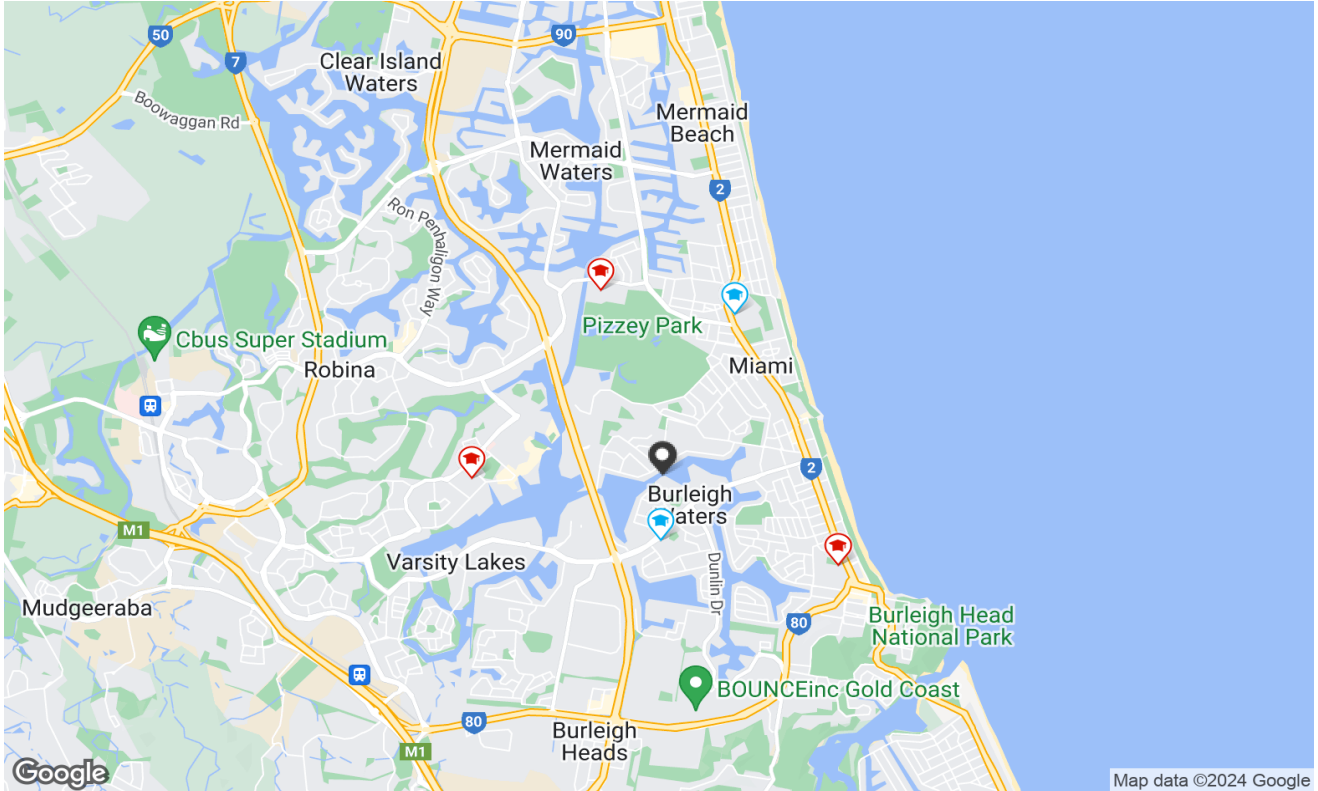 50
7
90
Clear Island
Waters
Boowaggan Rd
Mermaid
Beach
Mermaid
Waters
2
Ron Penhaligon Way
Pizzey Park
Cbus Super Stadium
Robina
Miami
2
Burleigh
Waters
M1
Varsity Lakes
Dunlin Dr
Mudgeeraba
80
Burleigh Head
National Park
BOUNCEinc Gold Coast
80
Burleigh
Heads
M1
Google
Map data ©2024 Google